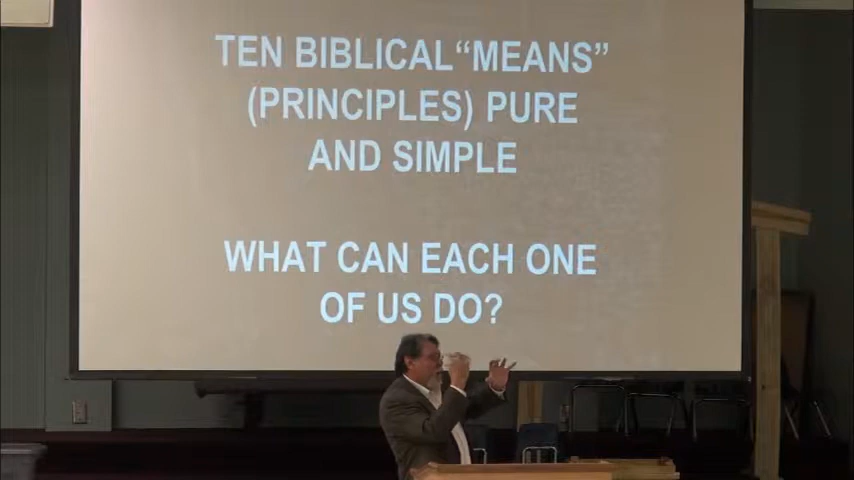 TEN BIBLICAL “MEANS”
(PRINCIPLES) PURE
AND SIMPLE
WHAT CAN EACH ONE
OF US DO?